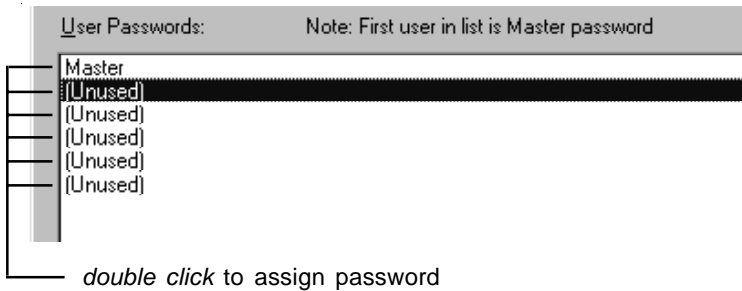 User Passwords: Note: First user in list is Master password
Master
(Unused)
(Unused)
(Unused)
(Unused)
(Unused)
double click to assign password